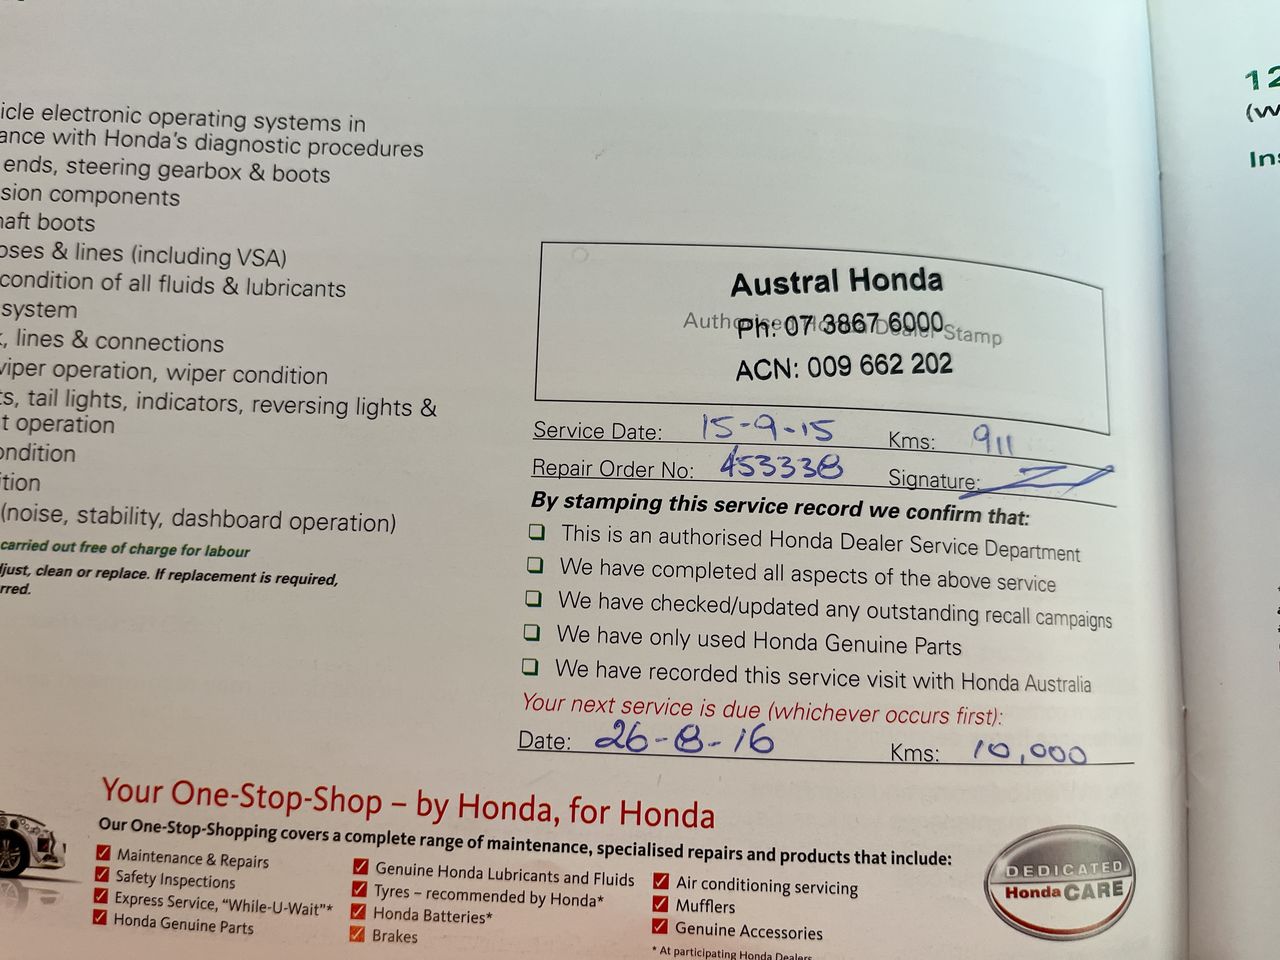 icle electronic operating systems in
ance with Honda's diagnostic procedures
ends, steering gearbox & boots
sion components
haft boots
oses & lines (including VSA)
condition of all fluids & lubricants
system
, lines & connections
viper operation, wiper condition
ts, tail lights, indicators, reversing lights &
t operation
ondition
ition
(noise, stability, dashboard operation)
carried out free of charge for labour
djust, clean or replace. If replacement is required,
rred.
Austral Honda
Authorised Honda Dealer Stamp
Ph: 07 3867 6000
ACN: 009 662 202
Service Date: 15-9-15 Kms: 911
Repair Order No: 453338 Signature:
By stamping this service record we confirm that:
This is an authorised Honda Dealer Service Department
We have completed all aspects of the above service
We have checked/updated any outstanding recall campaigns
We have only used Honda Genuine Parts
We have recorded this service visit with Honda Australia
Your next service is due (whichever occurs first):
Date: 26-8-16 Kms: 10,000
Your One-Stop-Shop – by Honda, for Honda
Our One-Stop-Shopping covers a complete range of maintenance, specialised repairs and products that include:
Maintenance & Repairs
Safety Inspections
Express Service, "While-U-Wait"*
Honda Genuine Parts
Genuine Honda Lubricants and Fluids
Tyres – recommended by Honda*
Honda Batteries*
Brakes
Air conditioning servicing
Mufflers
Genuine Accessories
* At participating Honda Dealers
DEDICATED
Honda CARE
12
(w
Ins